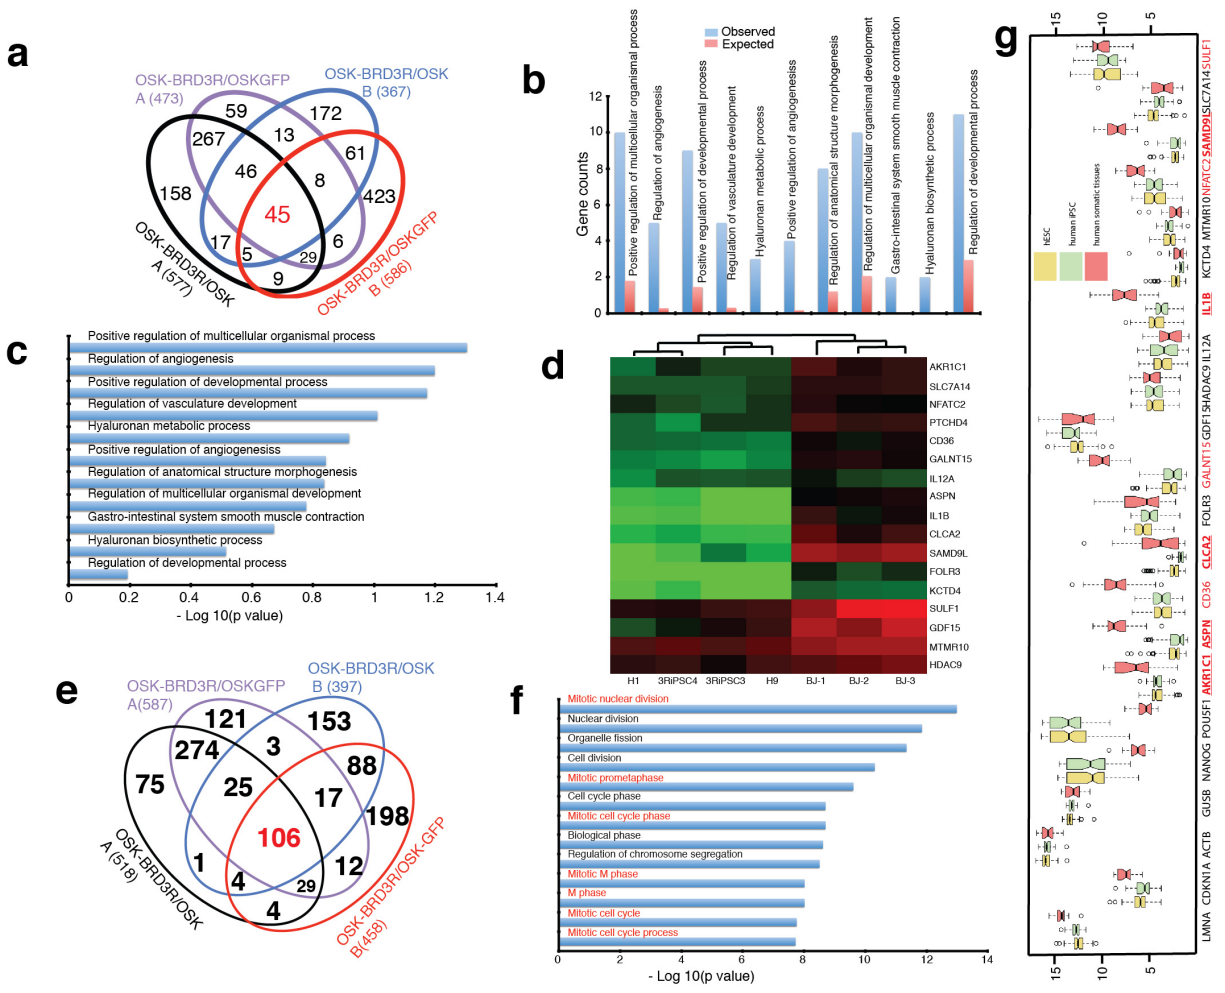 a
OSK-BRD3R/OSKGFP
A (473)
OSK-BRD3R/OSK
B (367)
59
172
267
13
61
46
8
158
423
45
17
5
6
29
9
OSK-BRD3R/OSK
A (577)
OSK-BRD3R/OSKGFP
B (586)
b
Observed
Expected
Gene counts
12
10
8
6
4
2
0
Positive regulation of multicellular organismal process
Regulation of angiogenesis
Positive regulation of developmental process
Regulation of vasculature development
Hyaluronan metabolic process
Positive regulation of angiogenesiss
Regulation of anatomical structure morphogenesis
Regulation of multicellular organismal development
Gastro-intestinal system smooth muscle contraction
Hyaluronan biosynthetic process
Regulation of developmental process
c
Positive regulation of multicellular organismal process
Regulation of angiogenesis
Positive regulation of developmental process
Regulation of vasculature development
Hyaluronan metabolic process
Positive regulation of angiogenesiss
Regulation of anatomical structure morphogenesis
Regulation of multicellular organismal development
Gastro-intestinal system smooth muscle contraction
Hyaluronan biosynthetic process
Regulation of developmental process
0 0.2 0.4 0.6 0.8 1 1.2 1.4
- Log 10(p value)
d
AKR1C1
SLC7A14
NFATC2
PTCHD4
CD36
GALNT15
IL12A
ASPN
IL1B
CLCA2
SAMD9L
FOLR3
KCTD4
SULF1
GDF15
MTMR10
HDAC9
H1 3RiPSC4 3RiPSC3 H9 BJ-1 BJ-2 BJ-3
e
OSK-BRD3R/OSKGFP
A(587)
OSK-BRD3R/OSK
B (397)
121
153
274
3
88
75
25
17
198
106
1
4
12
29
4
OSK-BRD3R/OSK
A (518)
OSK-BRD3R/OSK-GFP
B(458)
f
Mitotic nuclear division
Nuclear division
Organelle fission
Cell division
Mitotic prometaphase
Cell cycle phase
Mitotic cell cycle phase
Biological phase
Regulation of chromosome segregation
Mitotic M phase
M phase
Mitotic cell cycle
Mitotic cell cycle process
0 2 4 6 8 10 12 14
- Log 10(p value)
g
15 10 5
hESC
human iPSC
human somatic tissues
SULF1
SLC7A14
SAMD9L
NFATC2
MTMR10
KCTD4
IL1B
IL12A
HADAC9
GDF15
GALNT15
FOLR3
CLCA2
CD36
ASPN
AKR1C1
POU5F1
NANOG
GUSB
ACTB
CDKN1A
LMNA
15 10 5